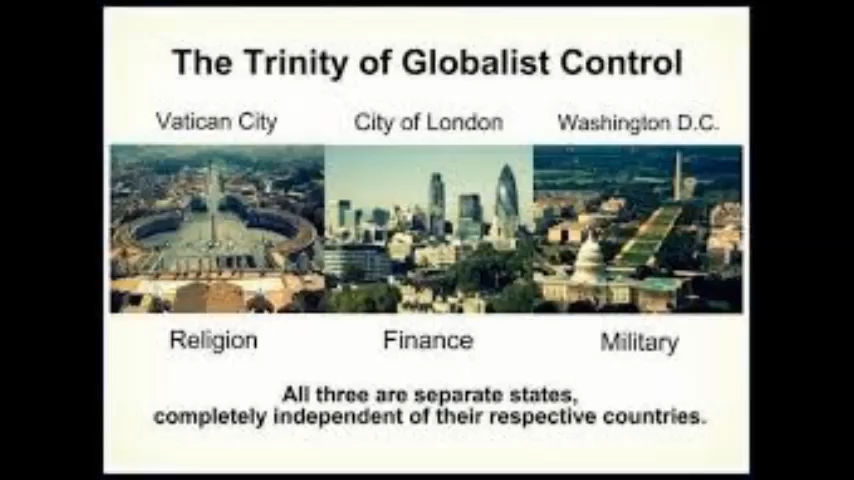 The Trinity of Globalist Control
Vatican City City of London Washington D.C.
Religion Finance Military
All three are separate states,
completely independent of their respective countries.